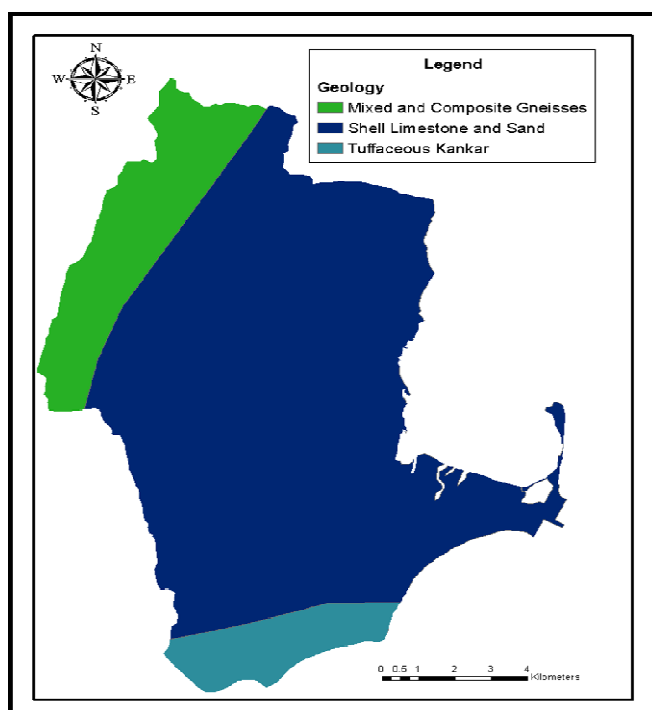 N
W E
S
Legend
Geology
Mixed and Composite Gneisses
Shell Limestone and Sand
Tuffaceous Kankar
0 0.5 1 2 3 4
Kilometers